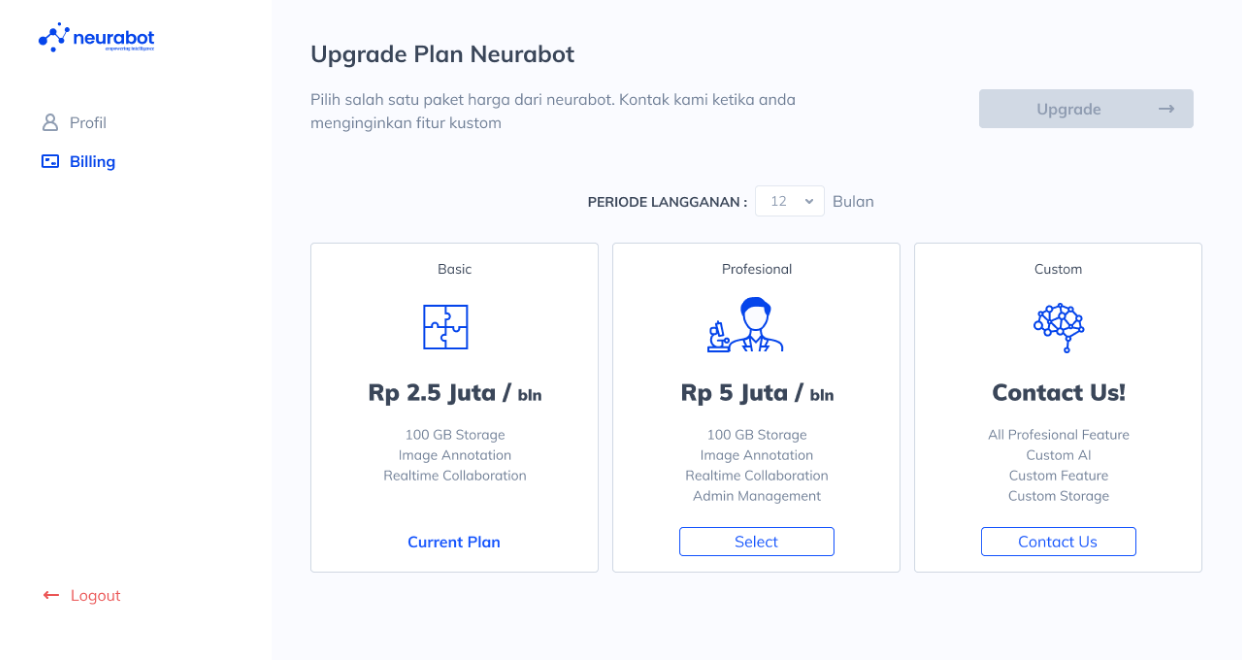 neurabot
empowering intelligence
Profil
Billing
Logout
Upgrade Plan Neurabot
Pilih salah satu paket harga dari neurabot. Kontak kami ketika anda
menginginkan fitur kustom
Upgrade
PERIODE LANGGANAN : 12 Bulan
Basic
Rp 2.5 Juta / bln
100 GB Storage
Image Annotation
Realtime Collaboration
Current Plan
Profesional
Rp 5 Juta / bln
100 GB Storage
Image Annotation
Realtime Collaboration
Admin Management
Select
Custom
Contact Us!
All Profesional Feature
Custom AI
Custom Feature
Custom Storage
Contact Us